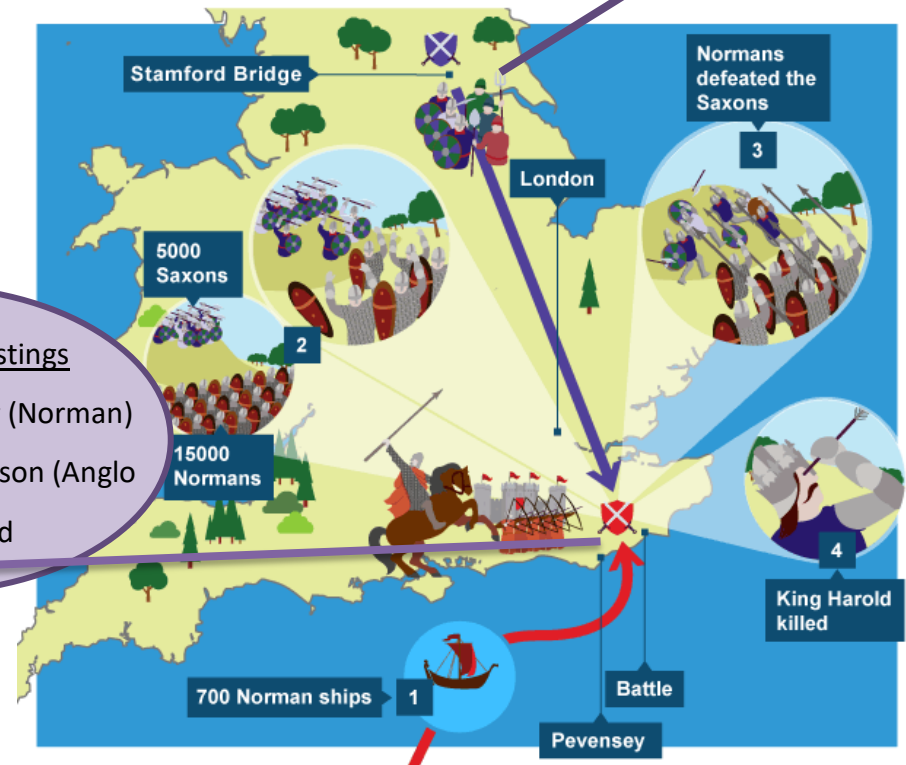 Stamford Bridge
Normans
defeated the
Saxons
3
London
5000
Saxons
2
stings
(Norman)
15000
Normans
son (Anglo
d
4
King Harold
killed
700 Norman ships
1
Battle
Pevensey